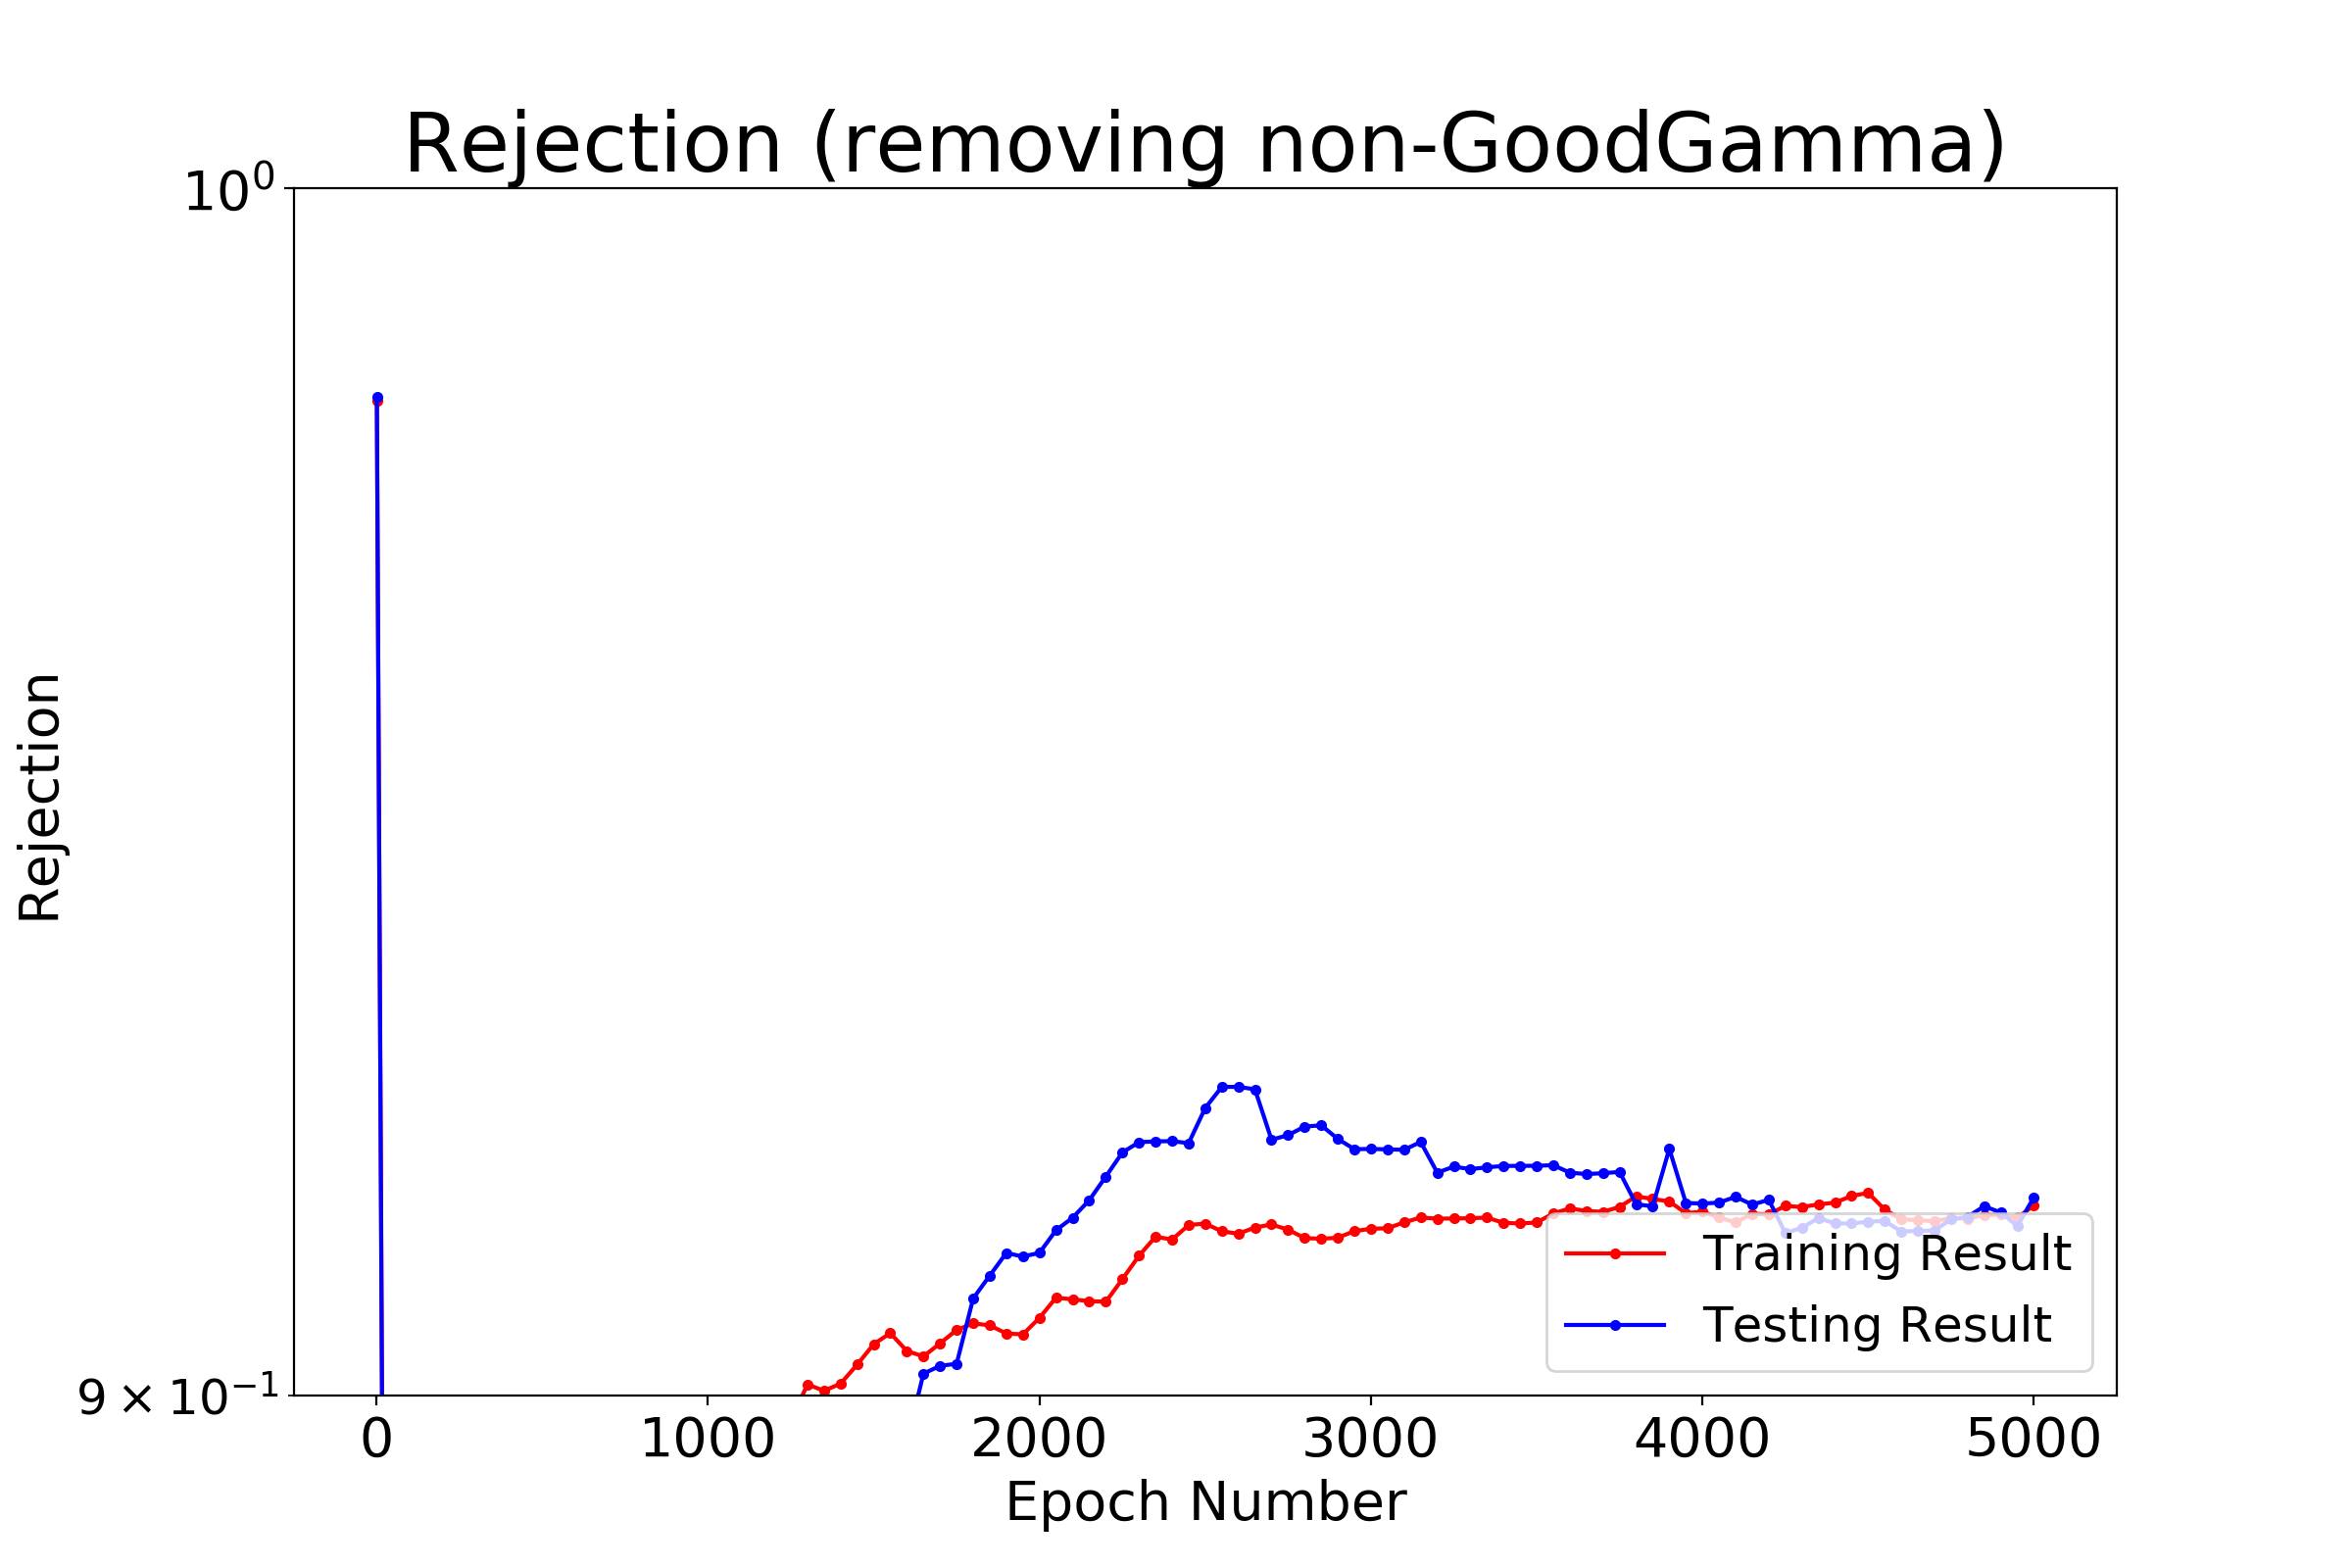 Rejection (removing non-GoodGamma)
10⁰
Rejection
9 × 10⁻¹
0 1000 2000 3000 4000 5000
Epoch Number
Training Result
Testing Result